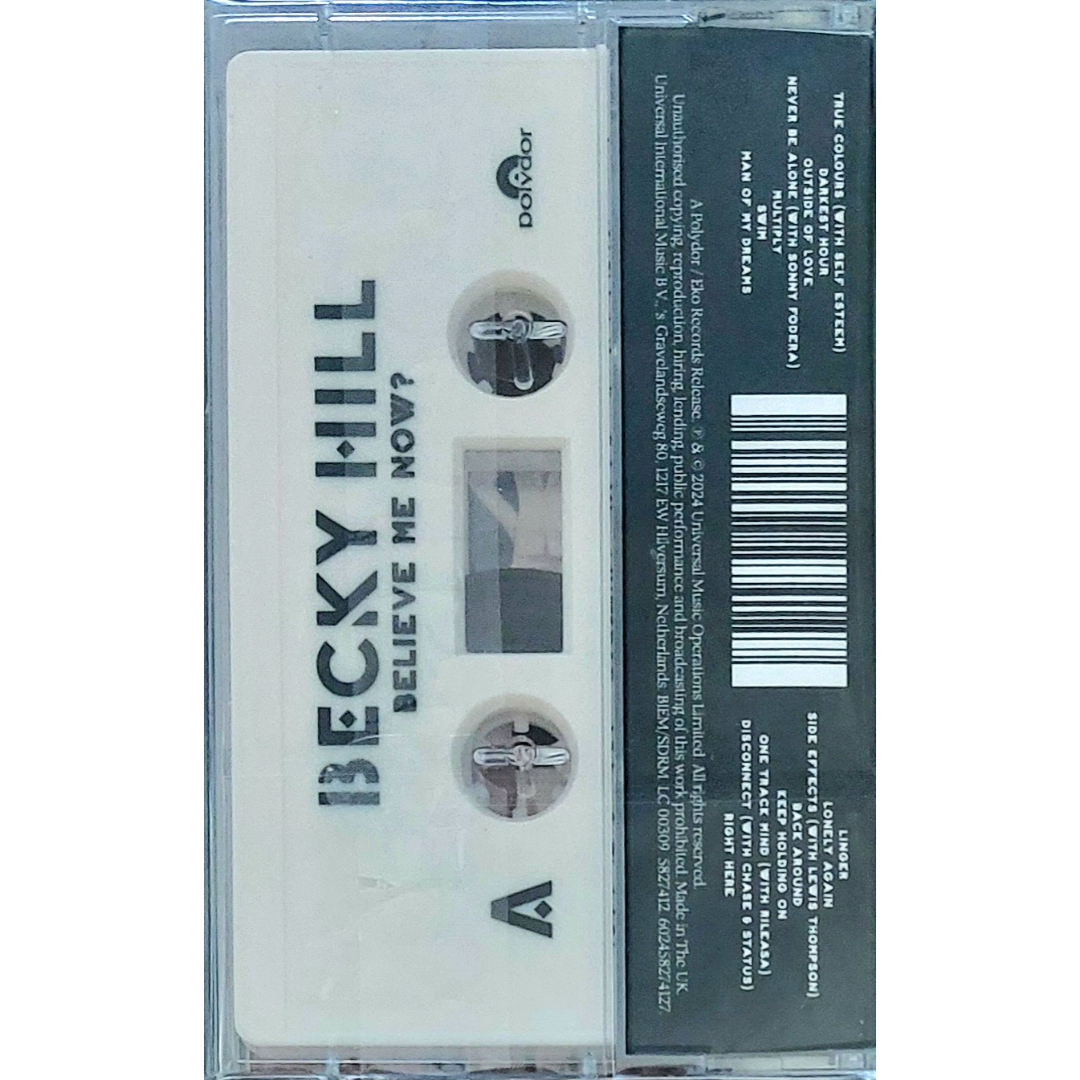 polydor
BECKY HILL
BELIEVE ME NOW?
A
TRUE COLOURS (WITH SELF ESTEEM)
DARKEST HOUR
OUTSIDE OF LOVE
NEVER BE ALONE (WITH SONNY FODERA)
MULTIPLY
SWIM
MAN OF MY DREAMS
LINGER
LONELY AGAIN
SIDE EFFECTS (WITH LEWIS THOMPSON)
BACK AROUND
KEEP HOLDING ON
ONE TRACK MIND (WITH RILEASA)
DISCONNECT (WITH CHASE & STATUS)
RIGHT HERE
A Polydor / Eko Records Release. ℗ & © 2024 Universal Music Operations Limited. All rights reserved.
Unauthorised copying, reproduction, hiring, lending, public performance and broadcasting of this work prohibited. Made in The UK.
Universal International Music B.V., 's Gravelandseweg 80, 1217 EW Hilversum, Netherlands. BIEM/SDRM. LC 00309 5827412 602458274127.